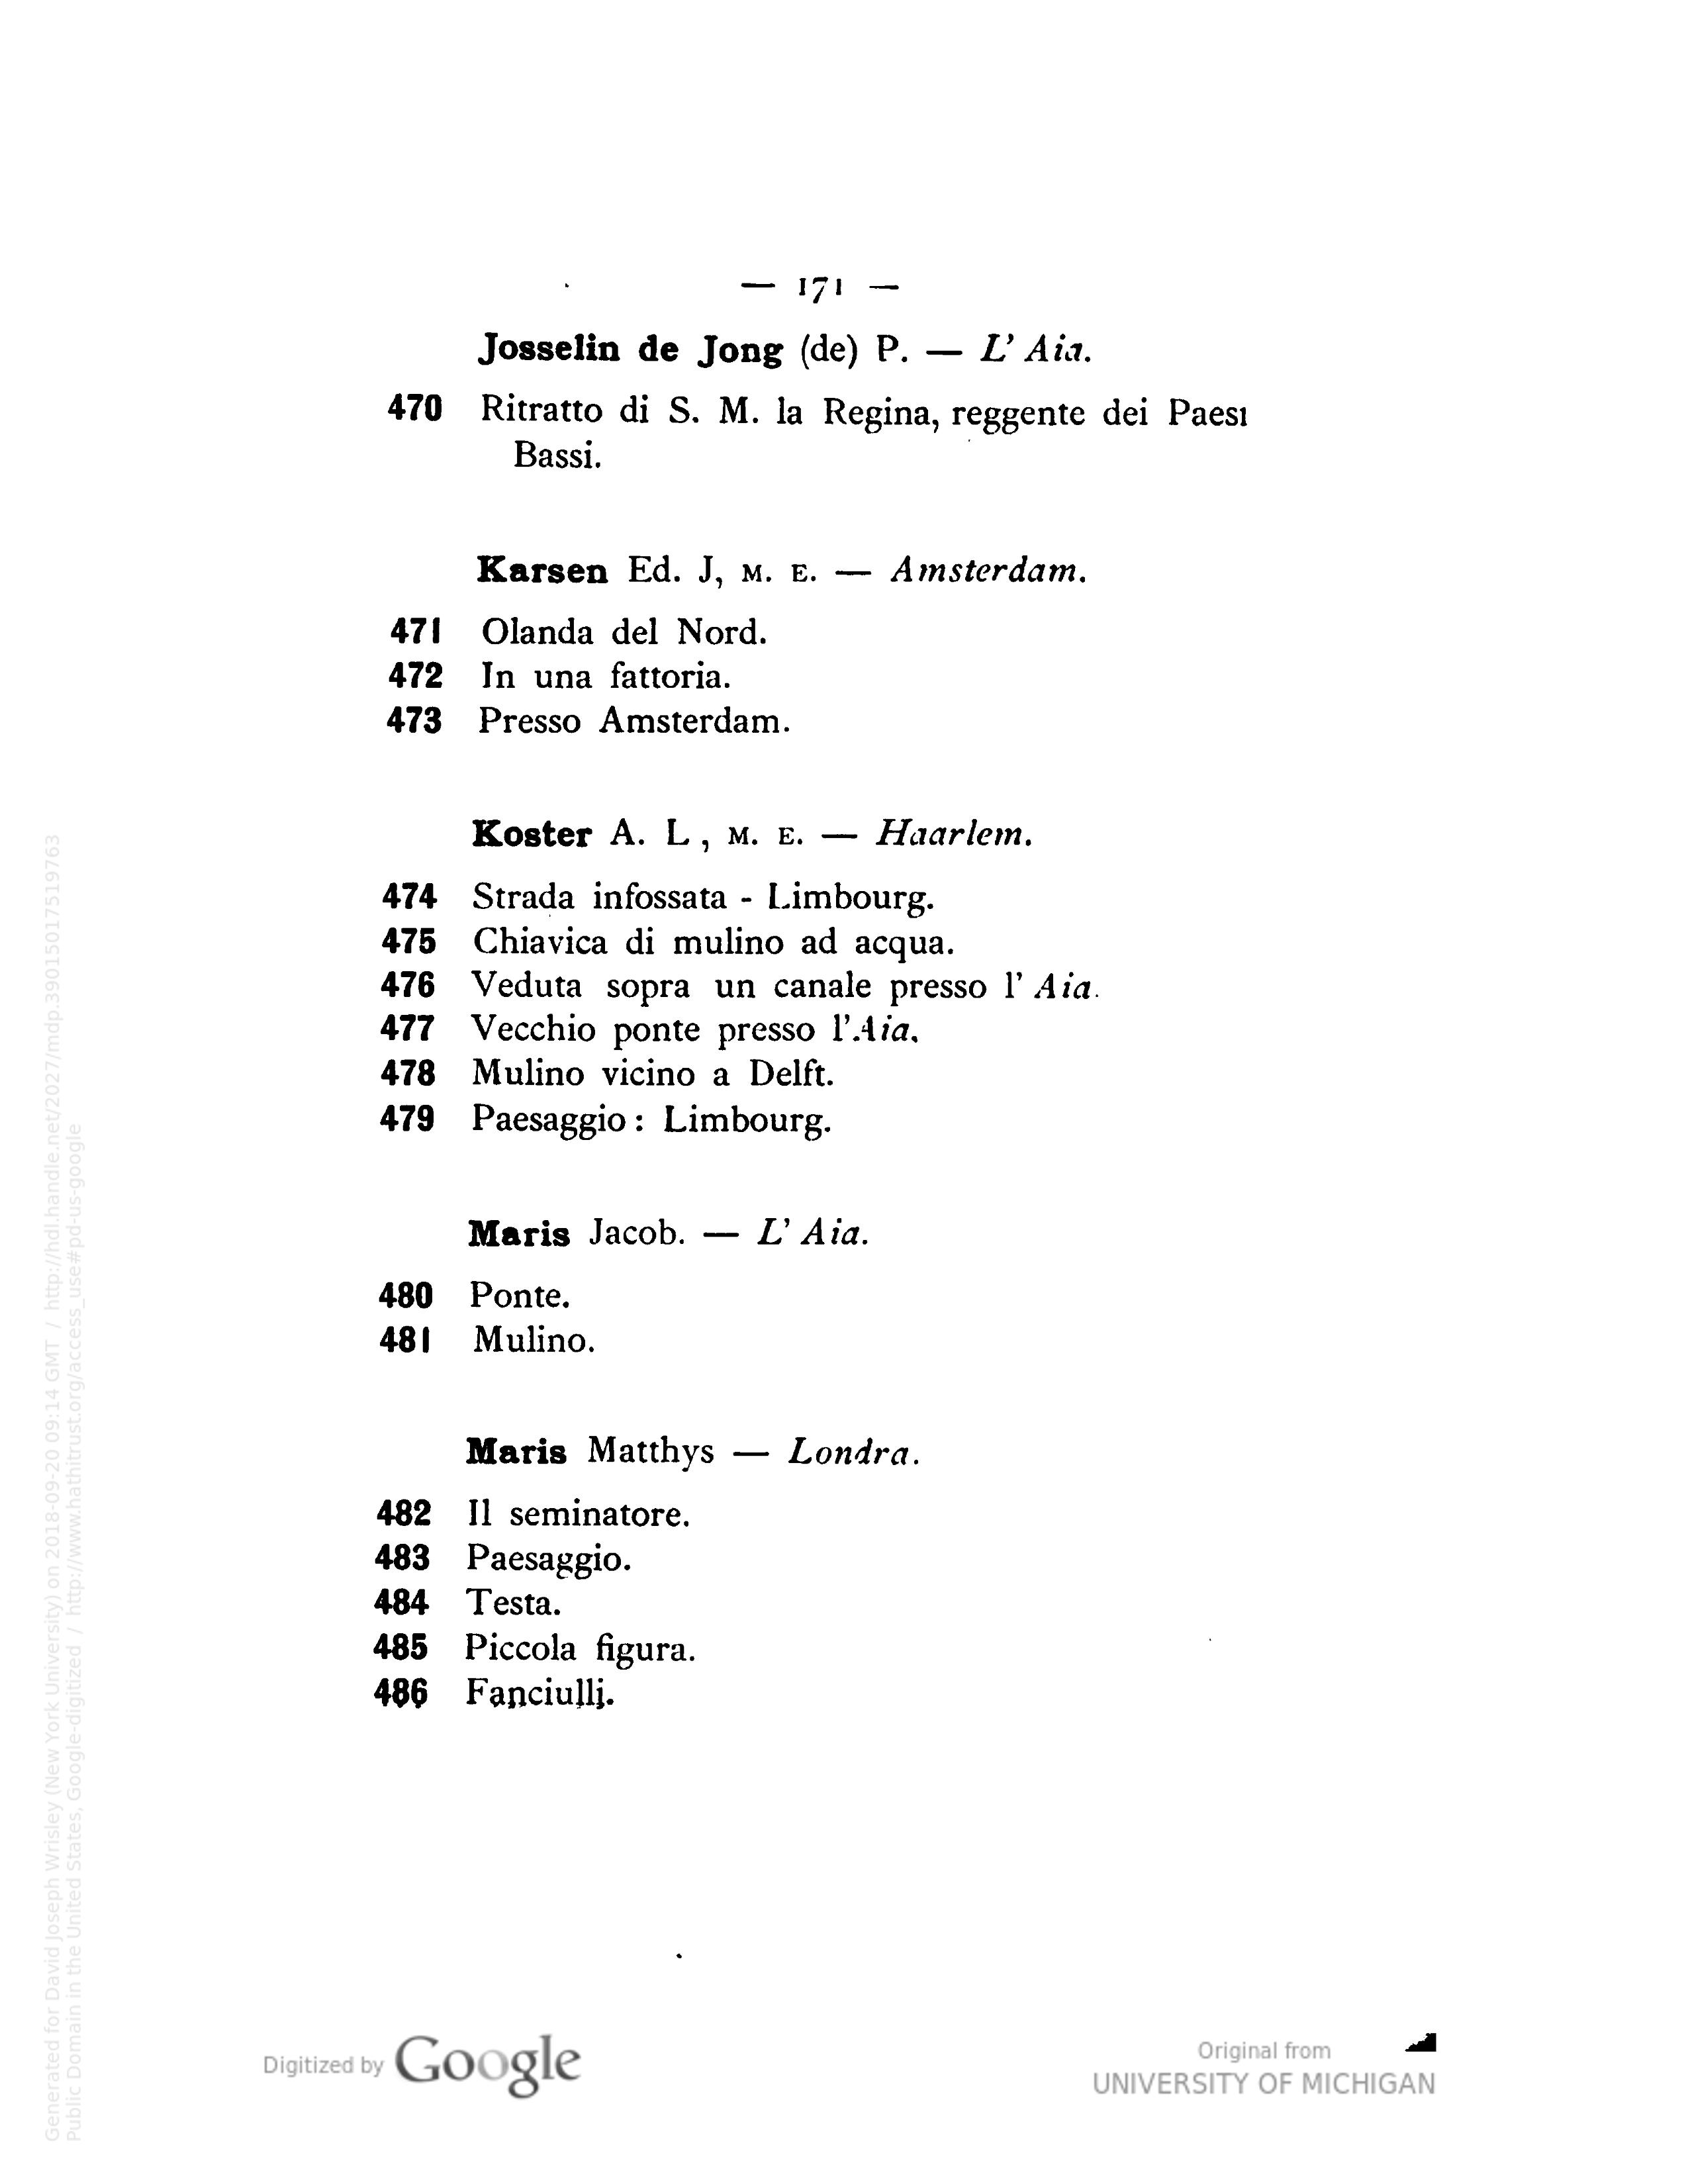 — 171 —
Josselin de Jong (de) P. — L' Aia.
470 Ritratto di S. M. la Regina, reggente dei Paesi
Bassi.
Karsen Ed. J, M. E. — Amsterdam.
471 Olanda del Nord.
472 In una fattoria.
473 Presso Amsterdam.
Koster A. L , M. E. — Haarlem.
474 Strada infossata - Limbourg.
475 Chiavica di mulino ad acqua.
476 Veduta sopra un canale presso l' Aia.
477 Vecchio ponte presso l'Aia.
478 Mulino vicino a Delft.
479 Paesaggio : Limbourg.
Maris Jacob. — L' Aia.
480 Ponte.
481 Mulino.
Maris Matthys — Londra.
482 Il seminatore.
483 Paesaggio.
484 Testa.
485 Piccola figura.
486 Fanciulli.
Generated for David Joseph Wrisley (New York University) on 2018-09-20 09:14 GMT / http://hdl.handle.net/2027/mdp.39015017519763
Public Domain in the United States, Google-digitized / http://www.hathitrust.org/access_use#pd-us-google
Digitized by Google
Original from
UNIVERSITY OF MICHIGAN